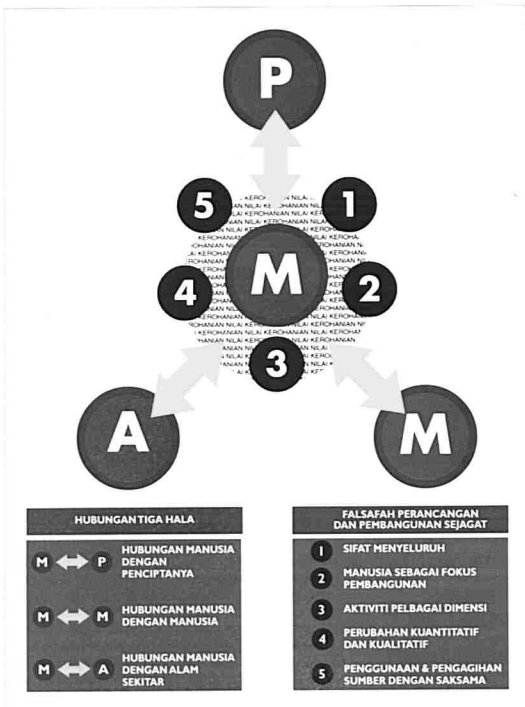 P
5
1
M
4
2
3
A
M
HUBUNGAN TIGA HALA
M P HUBUNGAN MANUSIA
DENGAN
PENCIPTANYA
M M HUBUNGAN MANUSIA
DENGAN MANUSIA
M A HUBUNGAN MANUSIA
DENGAN ALAM
SEKITAR
FALSAFAH PERANCANGAN
DAN PEMBANGUNAN SEJAGAT
1 SIFAT MENYELURUH
2 MANUSIA SEBAGAI FOKUS
PEMBANGUNAN
3 AKTIVITI PELBAGAI DIMENSI
4 PERUBAHAN KUANTITATIF
DAN KUALITATIF
5 PENGGUNAAN & PENGAGIHAN
SUMBER DENGAN SAKSAMA